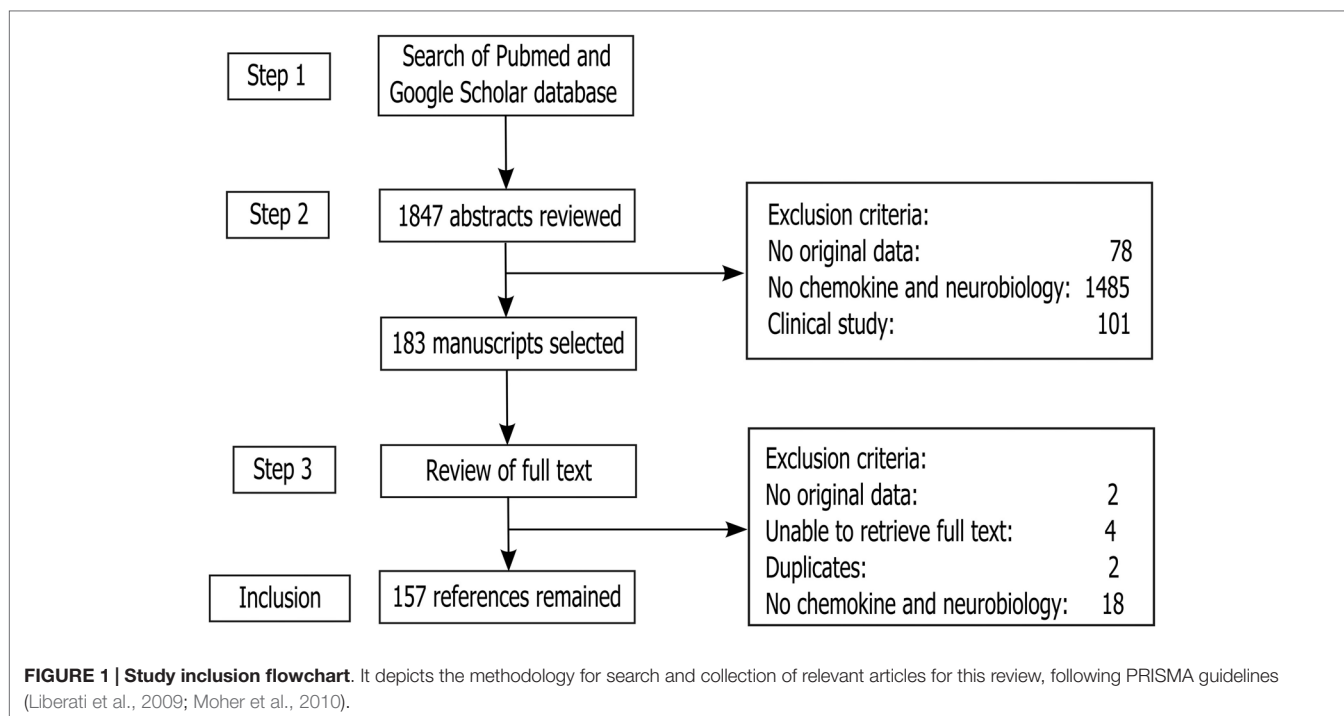 Step 1
Search of Pubmed and
Google Scholar database
Step 2
1847 abstracts reviewed
Exclusion criteria:
No original data: 78
No chemokine and neurobiology: 1485
Clinical study: 101
183 manuscripts selected
Step 3
Review of full text
Exclusion criteria:
No original data: 2
Unable to retrieve full text: 4
Duplicates: 2
No chemokine and neurobiology: 18
Inclusion
157 references remained
FIGURE 1 | Study inclusion flowchart. It depicts the methodology for search and collection of relevant articles for this review, following PRISMA guidelines
(Liberati et al., 2009; Moher et al., 2010).